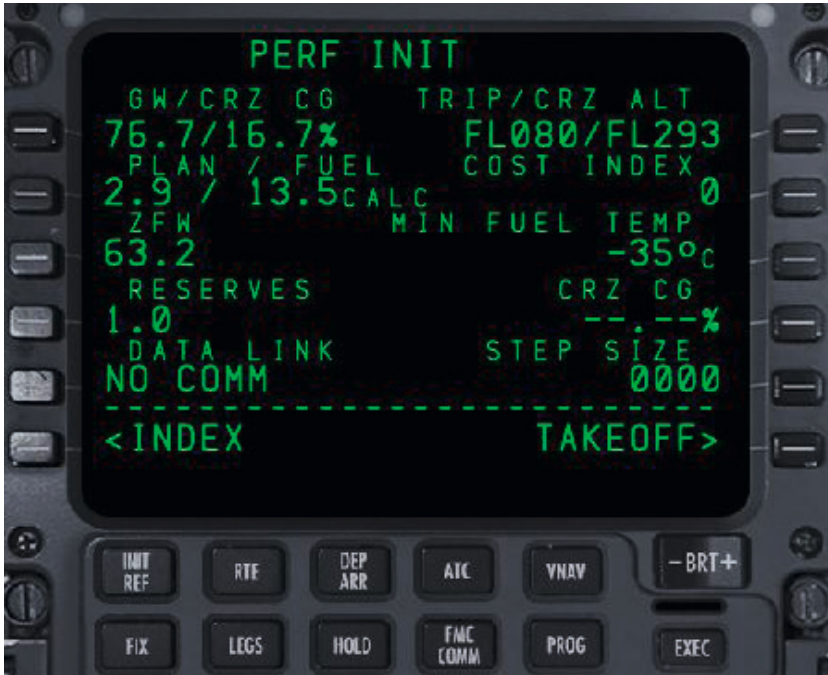 PERF INIT
GW/CRZ CG TRIP/CRZ ALT
76.7/16.7% FL080/FL293
PLAN / FUEL COST INDEX
2.9 / 13.5CALC 0
ZFW MIN FUEL TEMP
63.2 -35°C
RESERVES CRZ CG
1.0 --.--%
DATA LINK STEP SIZE
NO COMM 0000
--------------------------
<INDEX TAKEOFF>
INIT REF RTE DEP ARR ATC VNAV -BRT+
FIX LEGS HOLD FMC COMM PROG EXEC